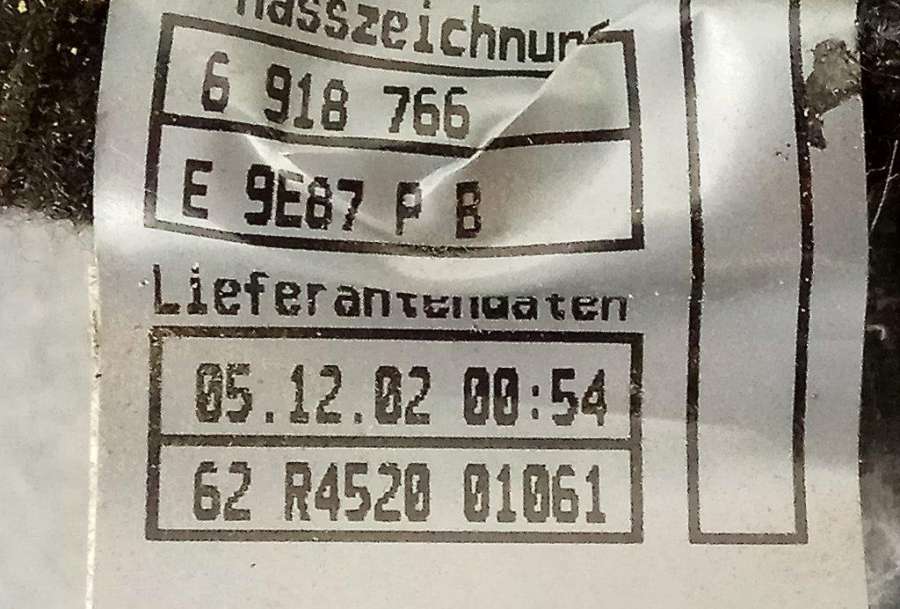 6 918 766
E 9E87 P B
Lieferantendaten
05.12.02 00:54
62 R4520 01061